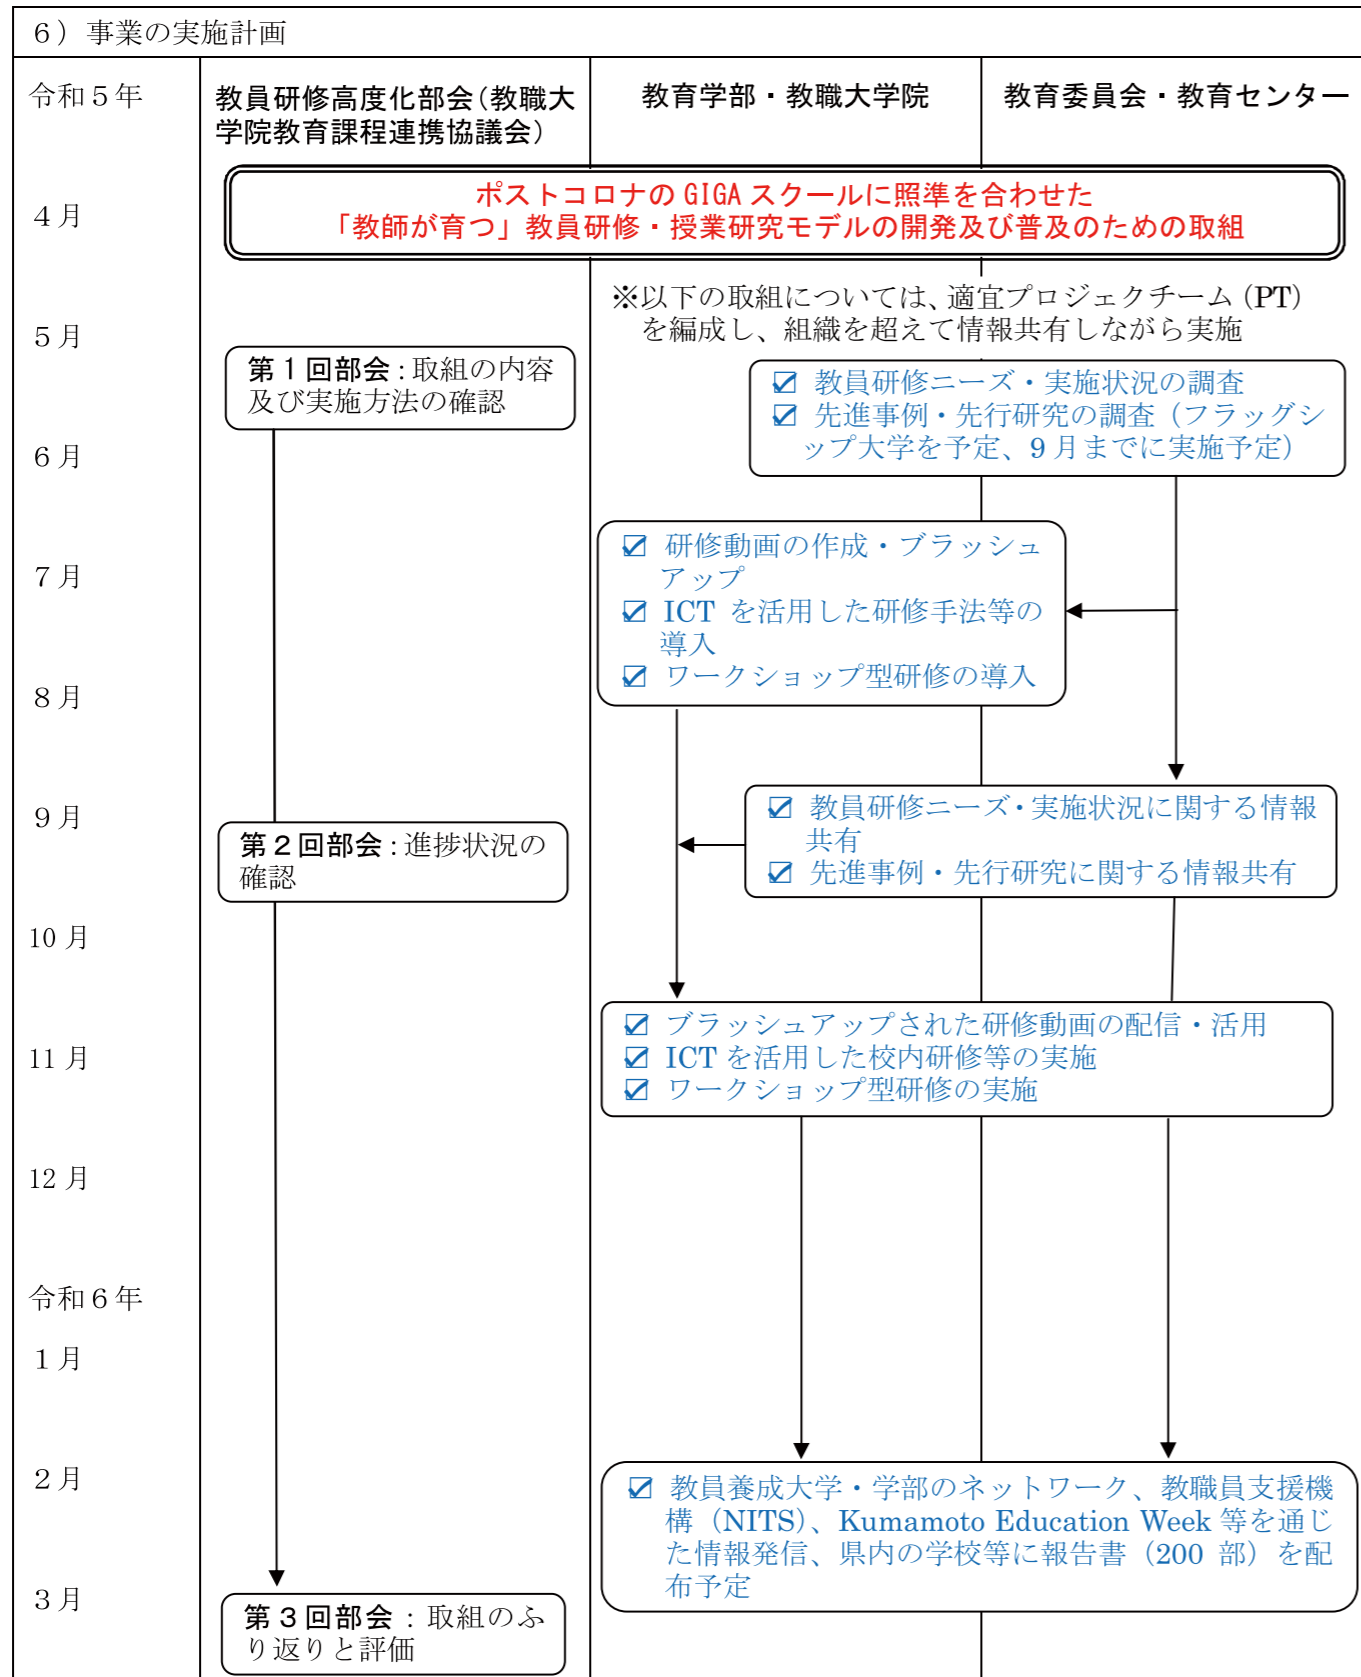 6）事業の実施計画
令和5年
教員研修高度化部会（教職大
学院教育課程連携協議会）
教育学部・教職大学院
教育委員会・教育センター
4月
ポストコロナの GIGA スクールに照準を合わせた
「教師が育つ」教員研修・授業研究モデルの開発及び普及のための取組
※以下の取組については、適宜プロジェクチーム（PT）
を編成し、組織を超えて情報共有しながら実施
5月
第1回部会：取組の内容
及び実施方法の確認
☑ 教員研修ニーズ・実施状況の調査
☑ 先進事例・先行研究の調査（フラッグシ
ップ大学を予定、9月までに実施予定）
6月
☑ 研修動画の作成・ブラッシュ
アップ
☑ ICT を活用した研修手法等の
導入
☑ ワークショップ型研修の導入
7月
8月
9月
第2回部会：進捗状況の
確認
☑ 教員研修ニーズ・実施状況に関する情報
共有
☑ 先進事例・先行研究に関する情報共有
10月
☑ ブラッシュアップされた研修動画の配信・活用
☑ ICT を活用した校内研修等の実施
☑ ワークショップ型研修の実施
11月
12月
令和6年
1月
2月
☑ 教員養成大学・学部のネットワーク、教職員支援機
構（NITS）、Kumamoto Education Week 等を通じ
た情報発信、県内の学校等に報告書（200 部）を配
布予定
3月
第3回部会：取組のふ
り返りと評価